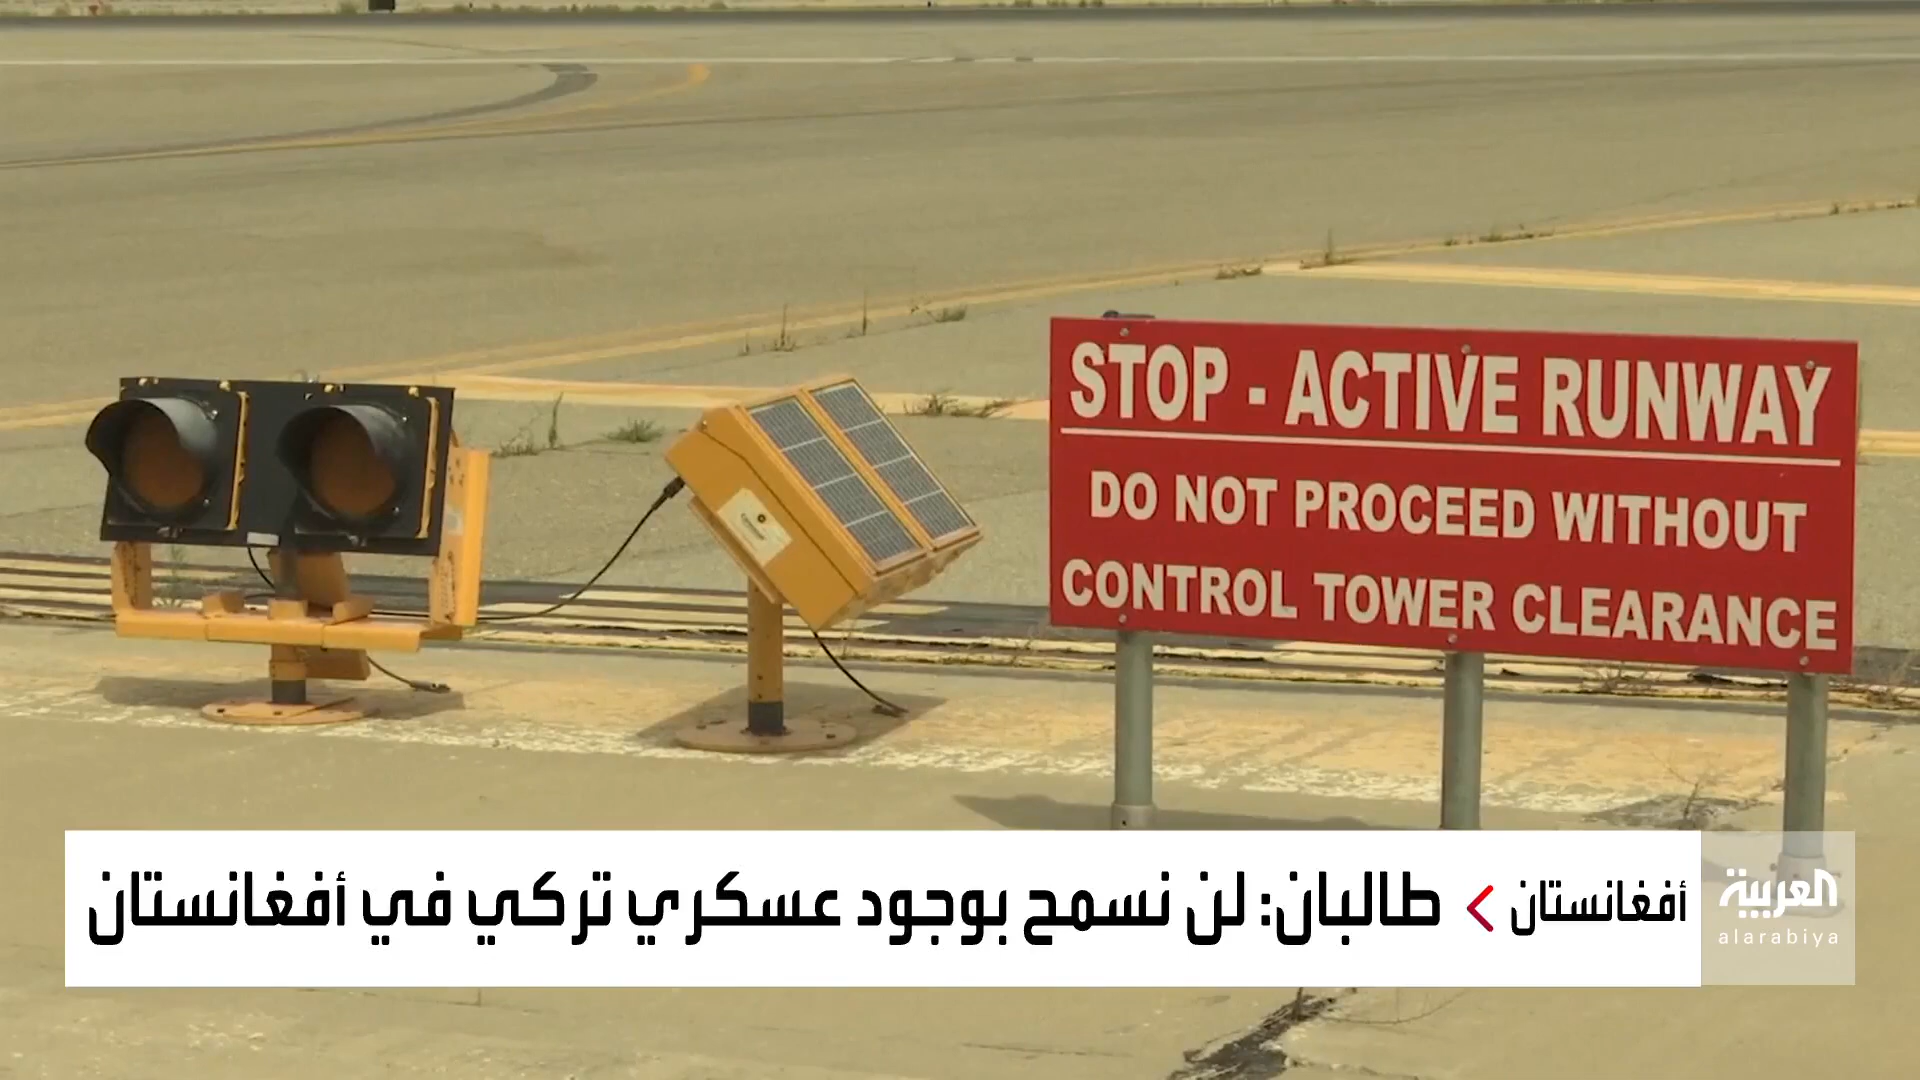 STOP - ACTIVE RUNWAY
DO NOT PROCEED WITHOUT
CONTROL TOWER CLEARANCE
أفغانستان > طالبان: لن نسمح بوجود عسكري تركي في أفغانستان
العربية
alarabiya